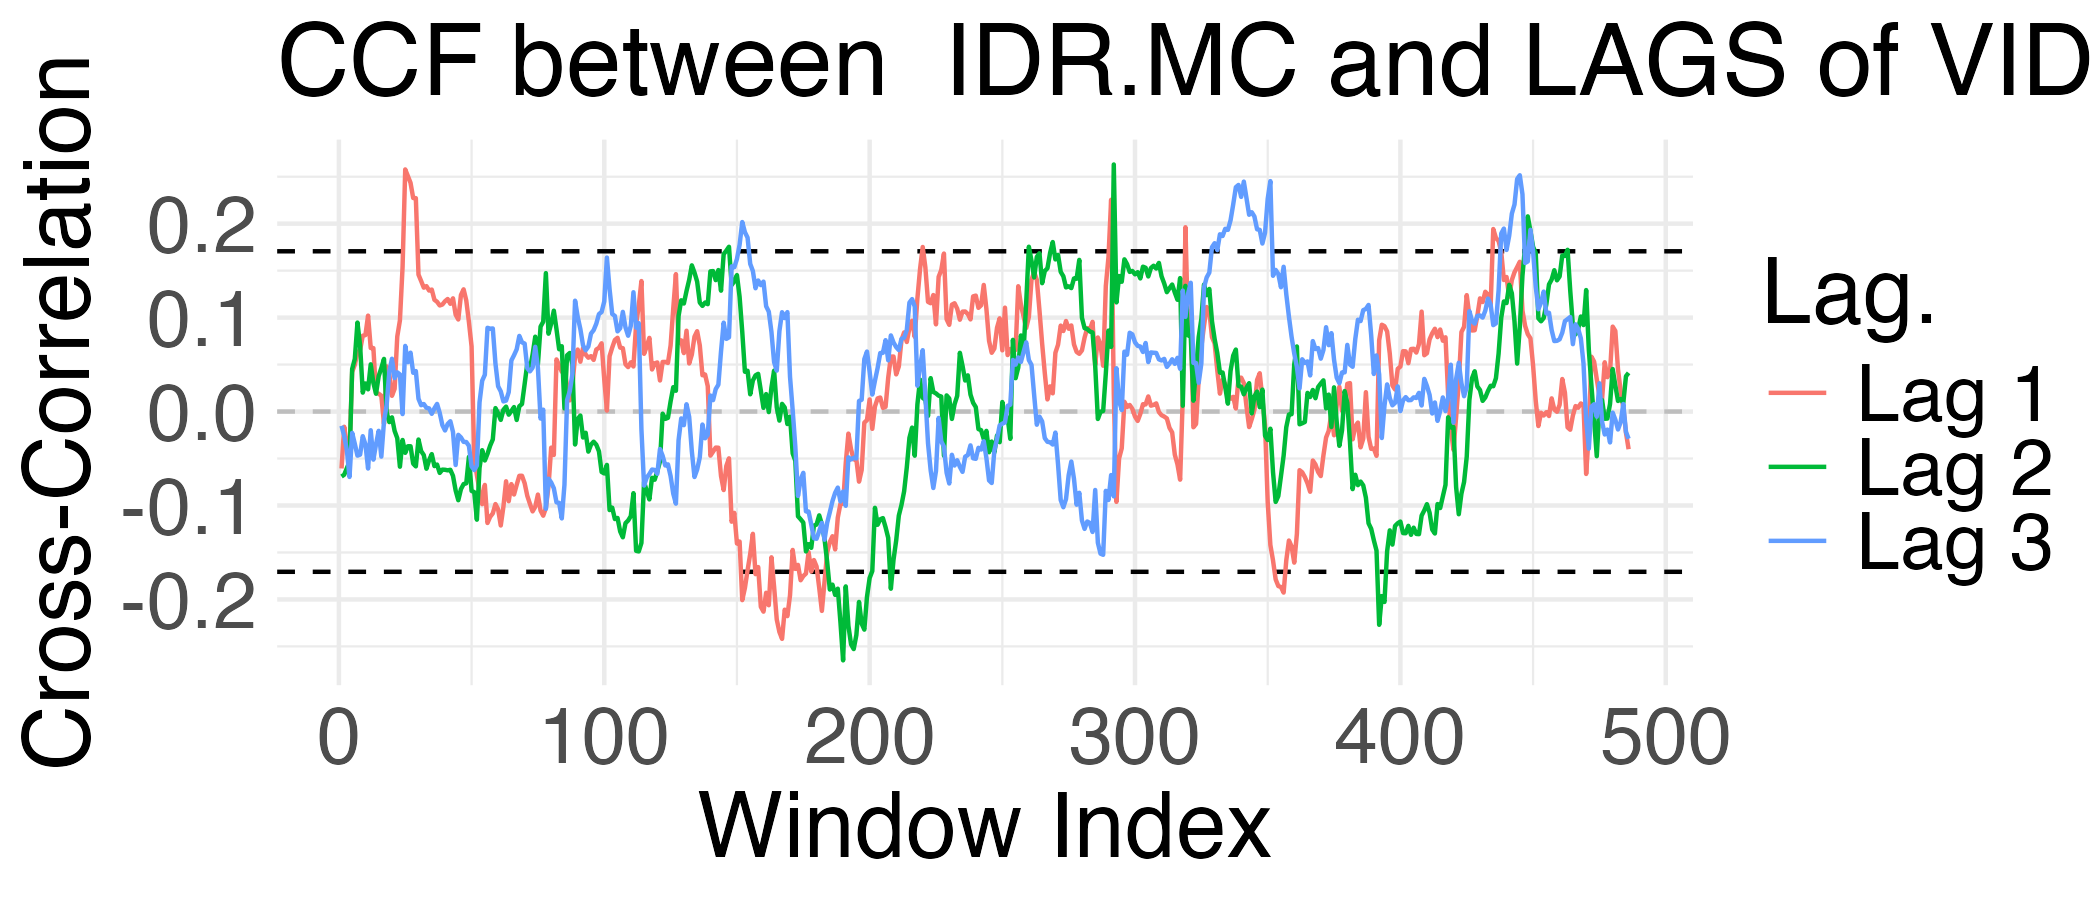 CCF between  IDR.MC and LAGS of VID
Cross-Correlation
0.2
0.1
0.0
-0.1
-0.2
0 100 200 300 400 500
Window Index
Lag.
Lag 1
Lag 2
Lag 3